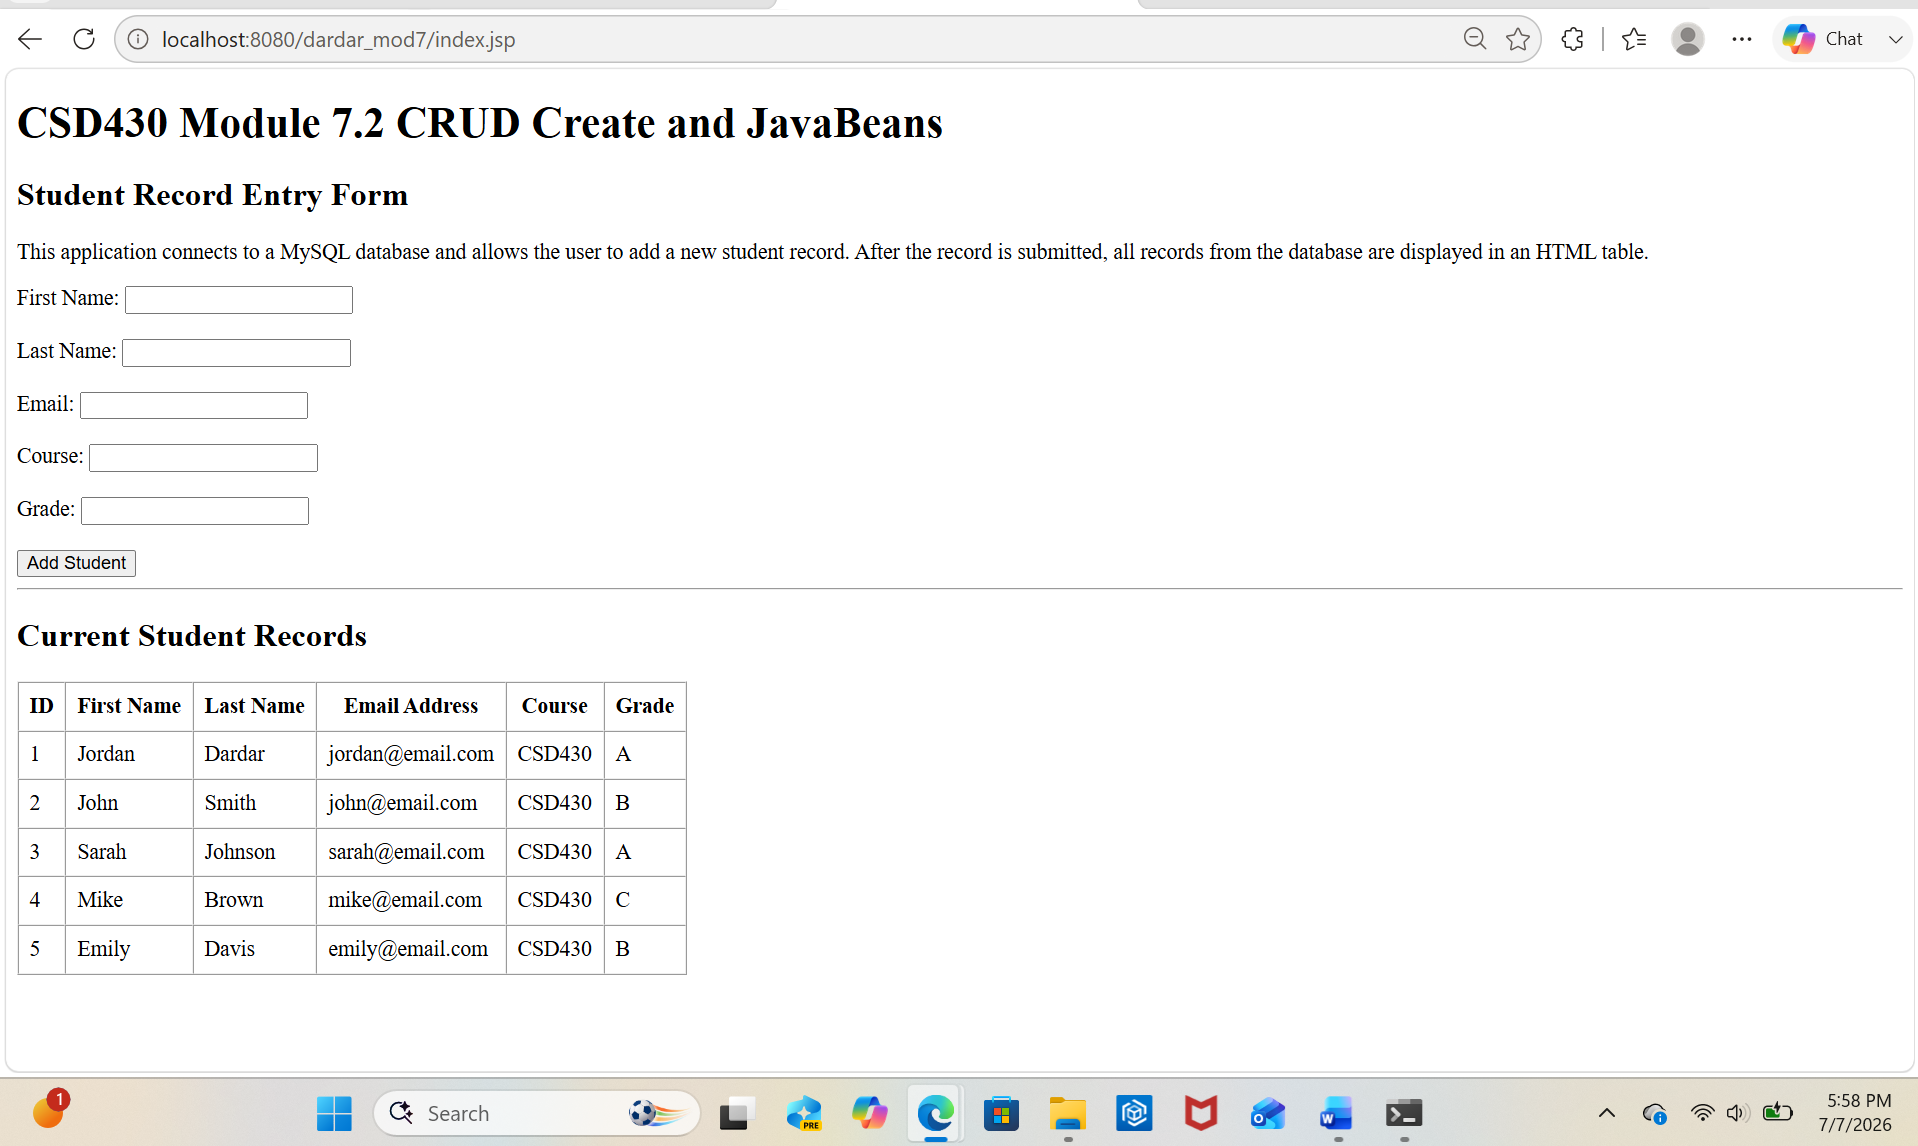 localhost:8080/dardar_mod7/index.jsp
Chat
CSD430 Module 7.2 CRUD Create and JavaBeans
Student Record Entry Form
This application connects to a MySQL database and allows the user to add a new student record. After the record is submitted, all records from the database are displayed in an HTML table.
First Name:
Last Name:
Email:
Course:
Grade:
Add Student
Current Student Records
ID First Name Last Name Email Address Course Grade
1 Jordan Dardar jordan@email.com CSD430 A
2 John Smith john@email.com CSD430 B
3 Sarah Johnson sarah@email.com CSD430 A
4 Mike Brown mike@email.com CSD430 C
5 Emily Davis emily@email.com CSD430 B
1
Search
PRE
5:58 PM
7/7/2026